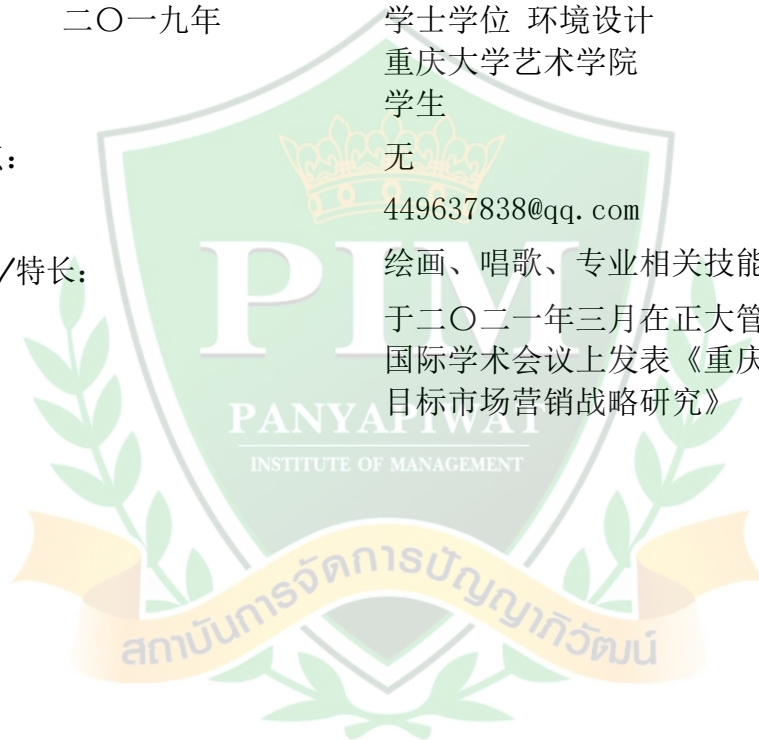 二〇一九年 学士学位 环境设计
重庆大学艺术学院
学生
: 无
449637838@qq.com
/特长: 绘画、唱歌、专业相关技能
于二〇二一年三月在正大管
国际学术会议上发表《重庆
目标市场营销战略研究》
PIM
PANYAPIWAT
INSTITUTE OF MANAGEMENT
สถาบันการจัดการปัญญาภิวัฒน์